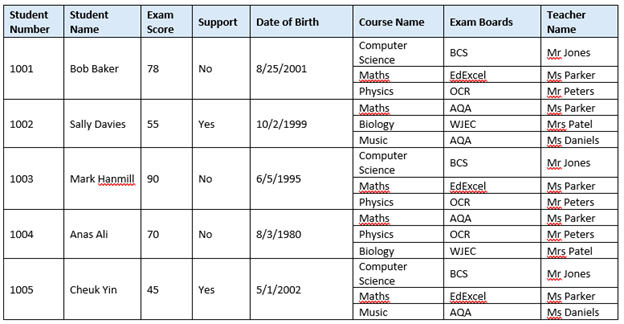 Student Number Student Name Exam Score Support Date of Birth Course Name Exam Boards Teacher Name
1001 Bob Baker 78 No 8/25/2001 Computer Science BCS Mr Jones
Maths EdExcel Ms Parker
Physics OCR Mr Peters
1002 Sally Davies 55 Yes 10/2/1999 Maths AQA Ms Parker
Biology WJEC Mrs Patel
Music AQA Ms Daniels
1003 Mark Hanmill 90 No 6/5/1995 Computer Science BCS Mr Jones
Maths EdExcel Ms Parker
Physics OCR Mr Peters
1004 Anas Ali 70 No 8/3/1980 Maths AQA Ms Parker
Physics OCR Mr Peters
Biology WJEC Mrs Patel
1005 Cheuk Yin 45 Yes 5/1/2002 Computer Science BCS Mr Jones
Maths EdExcel Ms Parker
Music AQA Ms Daniels